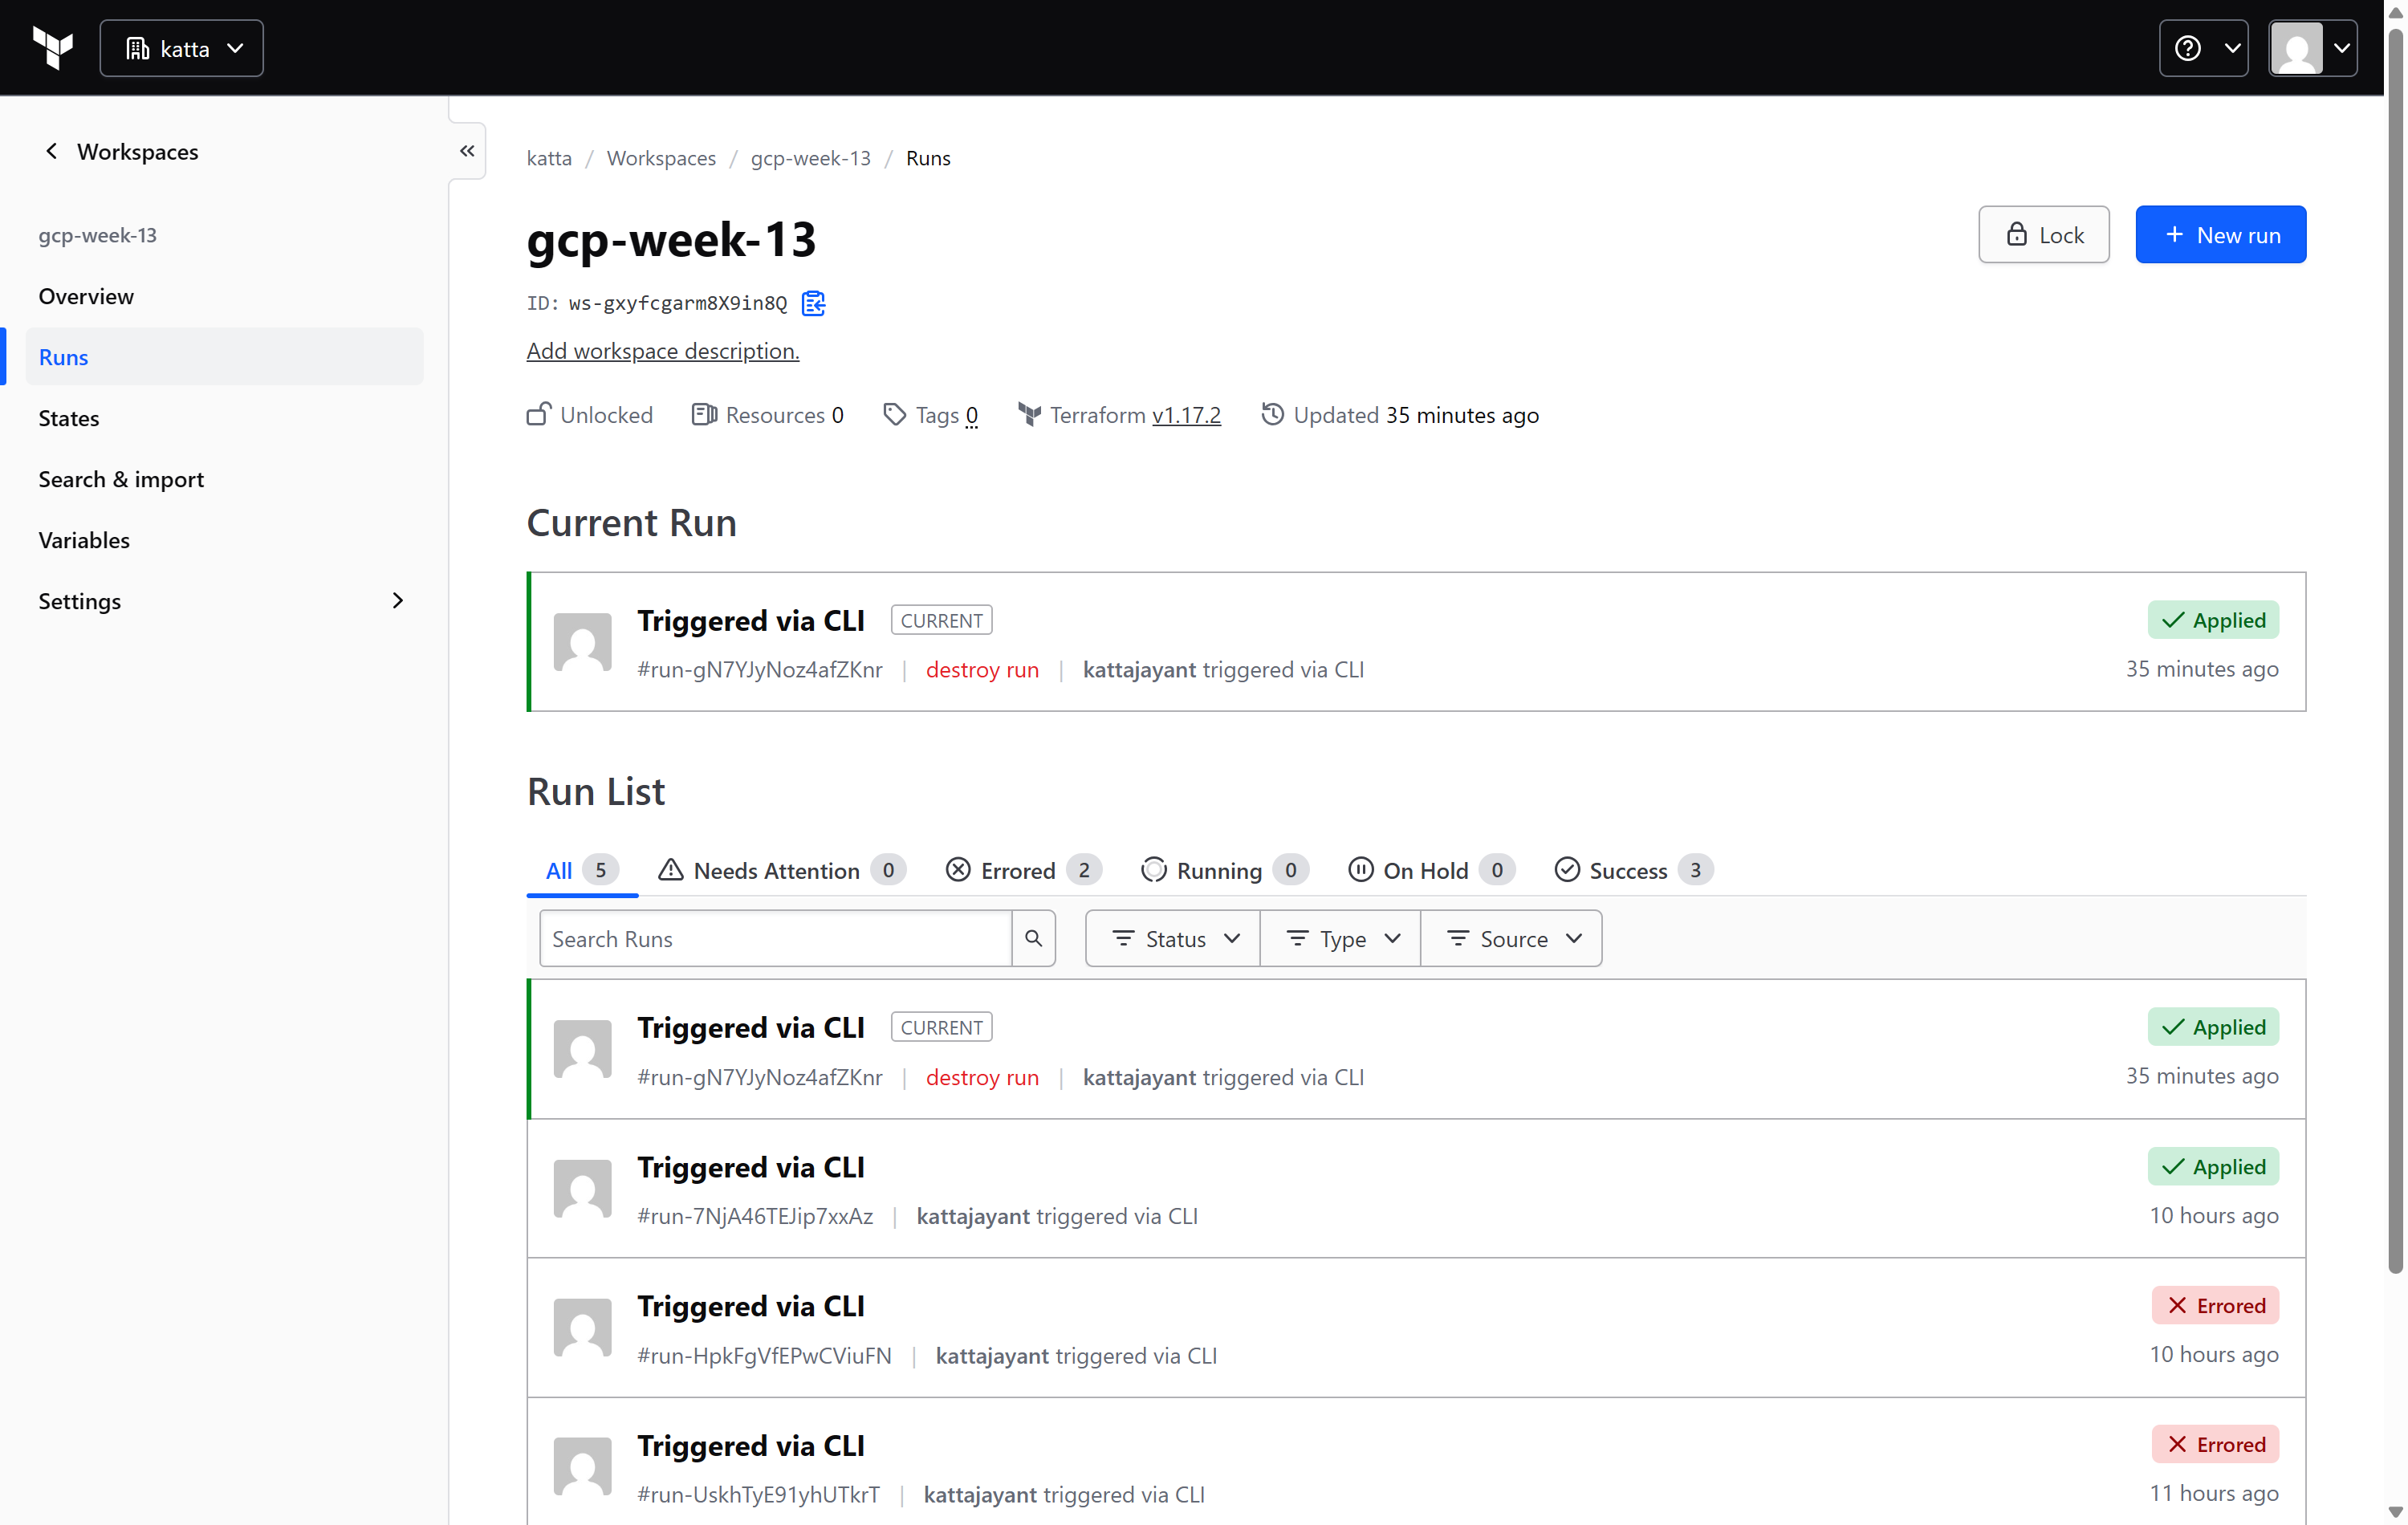 katta
Workspaces
gcp-week-13
Overview
Runs
States
Search & import
Variables
Settings
katta / Workspaces / gcp-week-13 / Runs
gcp-week-13
Lock
New run
ID: ws-gxyfcgarm8X9in8Q
Add workspace description.
Unlocked Resources 0 Tags 0 Terraform v1.17.2 Updated 35 minutes ago
Current Run
Triggered via CLI CURRENT Applied
#run-gN7YJyNoz4afZKnr | destroy run | kattajayant triggered via CLI 35 minutes ago
Run List
All 5 Needs Attention 0 Errored 2 Running 0 On Hold 0 Success 3
Search Runs Status Type Source
Triggered via CLI CURRENT Applied
#run-gN7YJyNoz4afZKnr | destroy run | kattajayant triggered via CLI 35 minutes ago
Triggered via CLI Applied
#run-7NjA46TEJip7xxAz | kattajayant triggered via CLI 10 hours ago
Triggered via CLI Errored
#run-HpkFgVfEPwCViuFN | kattajayant triggered via CLI 10 hours ago
Triggered via CLI Errored
#run-UskhTyE91yhUTkrT | kattajayant triggered via CLI 11 hours ago